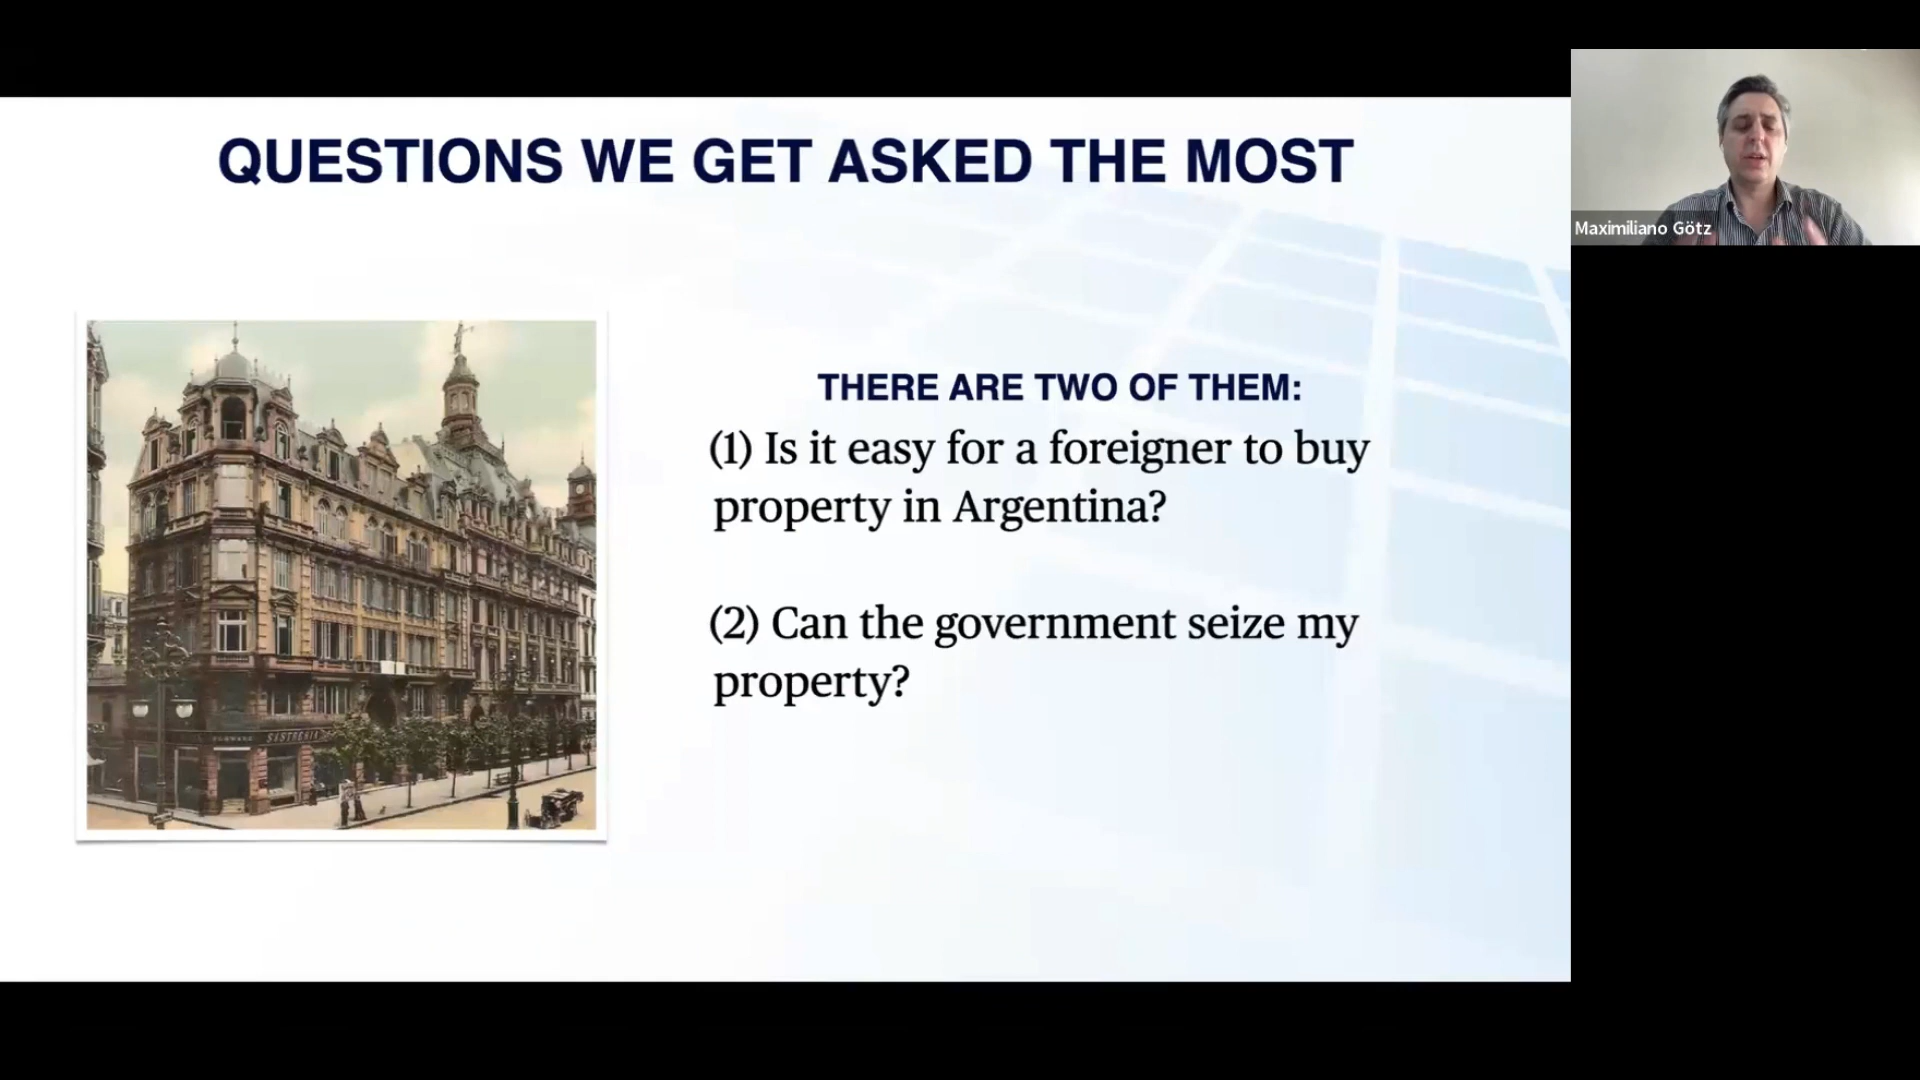 QUESTIONS WE GET ASKED THE MOST
Maximiliano Götz
THERE ARE TWO OF THEM:
(1) Is it easy for a foreigner to buy
property in Argentina?
(2) Can the government seize my
property?
SASTRERIA